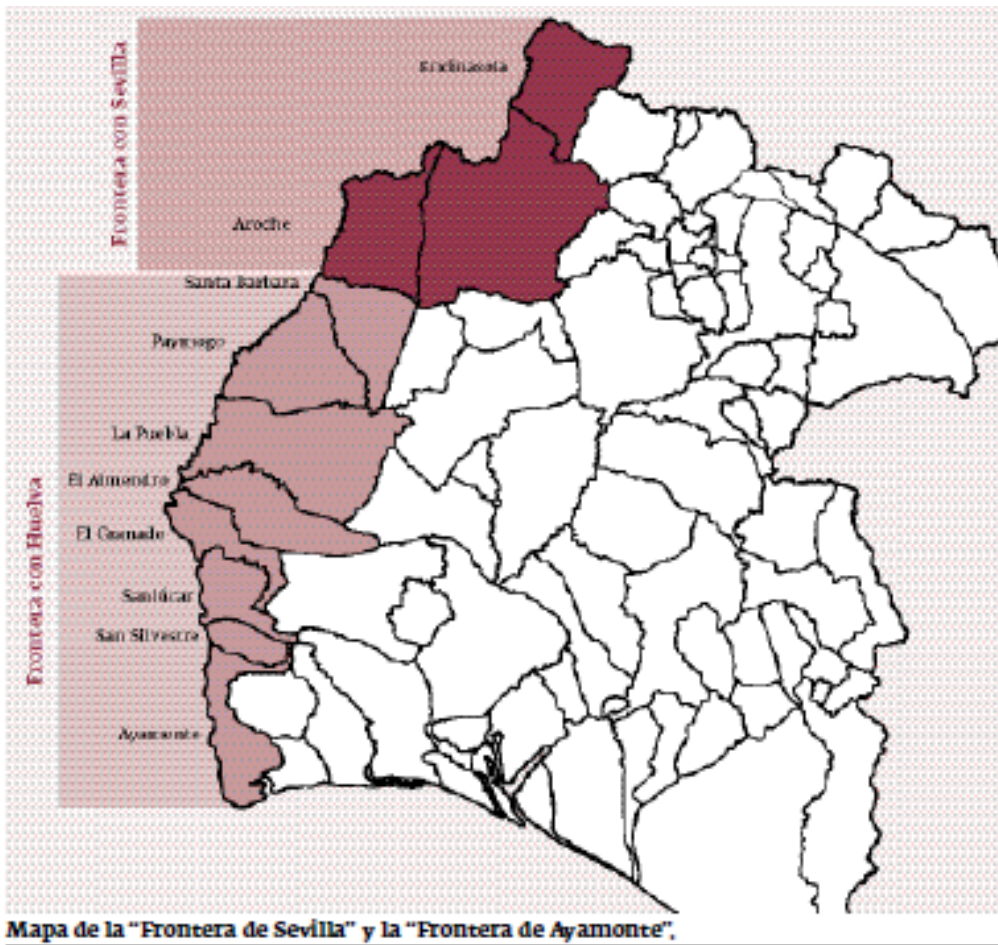 Frontera con Sevilla
Encinasola
Aroche
Santa Barbara
Paymogo
La Puebla
El Almendro
Frontera con Huelva
El Granado
Sanlúcar
San Silvestre
Ayamonte
Mapa de la “Frontera de Sevilla” y la “Frontera de Ayamonte”.